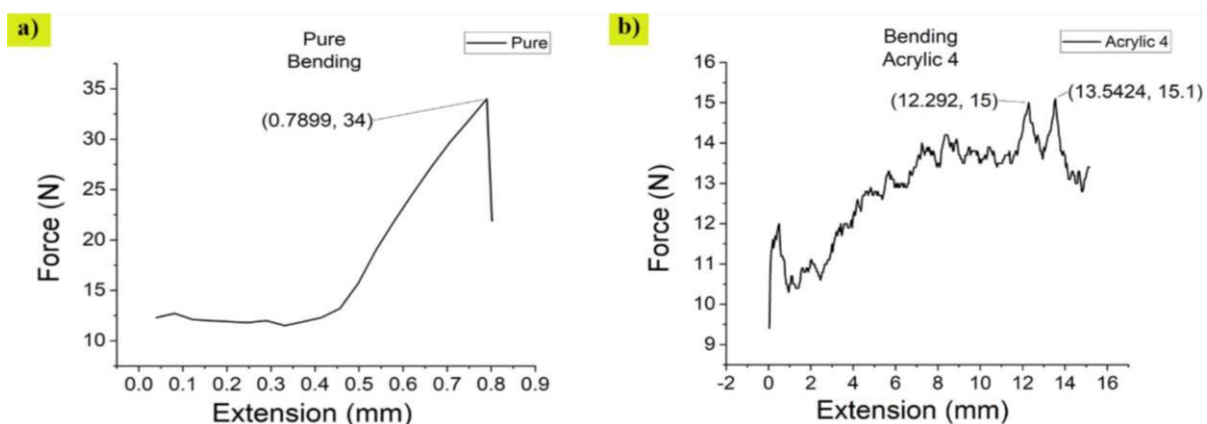 a)
Pure
Bending
Pure
(0.7899, 34)
35
30
25
20
15
10
Force (N)
0.0 0.1 0.2 0.3 0.4 0.5 0.6 0.7 0.8 0.9
Extension (mm)
b)
Bending
Acrylic 4
Acrylic 4
(12.292, 15)
(13.5424, 15.1)
16
15
14
13
12
11
10
9
Force (N)
-2 0 2 4 6 8 10 12 14 16
Extension (mm)